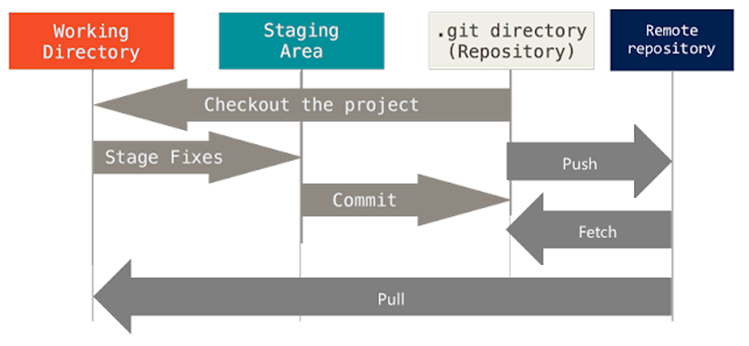 Working
Directory
Staging
Area
.git directory
(Repository)
Remote
repository
Checkout the project
Stage Fixes
Push
Commit
Fetch
Pull